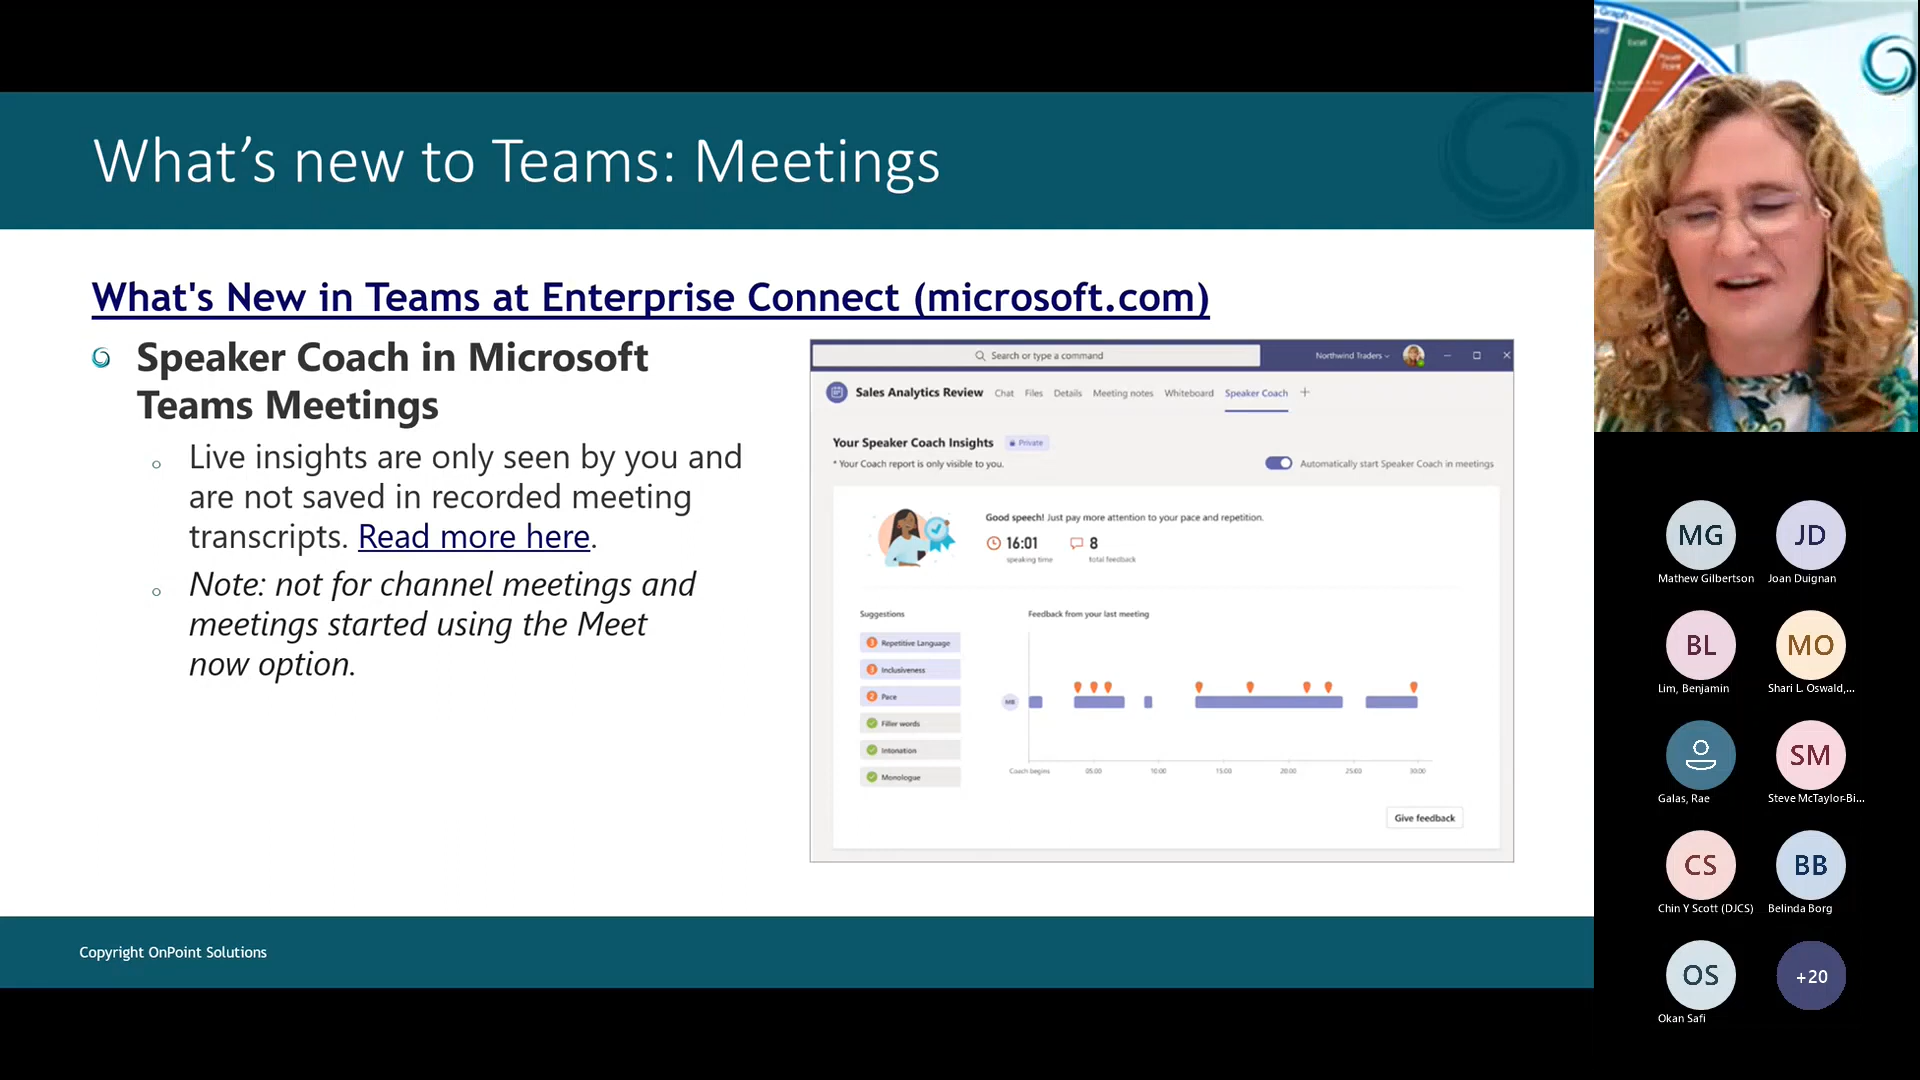 What's new to Teams: Meetings
What's New in Teams at Enterprise Connect (microsoft.com)
Speaker Coach in Microsoft
Teams Meetings
Live insights are only seen by you and
are not saved in recorded meeting
transcripts. Read more here.
Note: not for channel meetings and
meetings started using the Meet
now option.
Search or type a command
Northwind Traders
Sales Analytics Review Chat Files Details Meeting notes Whiteboard Speaker Coach +
Your Speaker Coach Insights Private
* Your Coach report is only visible to you.
Automatically start Speaker Coach in meetings
Good speech! Just pay more attention to your pace and repetition.
16:01 8
speaking time total feedback
Suggestions
3 Repetitive Language
3 Inclusiveness
2 Pace
Filler words
Intonation
Monologue
Feedback from your last meeting
MB
Coach begins 05:00 10:00 15:00 20:00 25:00 30:00
Give feedback
Copyright OnPoint Solutions
Graph
Excel
Power
Point
MG JD
Mathew Gilbertson Joan Duignan
BL MO
Lim, Benjamin Shari L. Oswald,...
SM
Galas, Rae Steve McTaylor-Bi...
CS BB
Chin Y Scott (DJCS) Belinda Borg
OS +20
Okan Safi